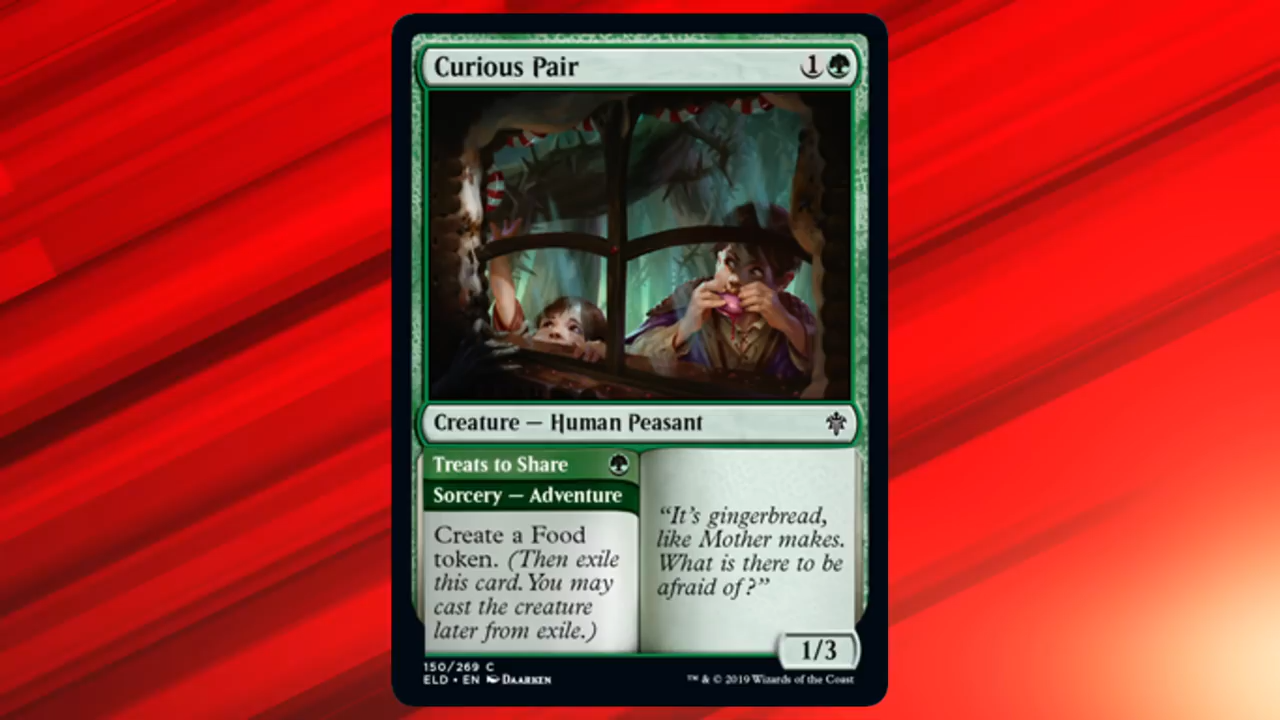 Curious Pair
1
Creature — Human Peasant
Treats to Share
Sorcery — Adventure
Create a Food
token. (Then exile
this card. You may
cast the creature
later from exile.)
“It’s gingerbread,
like Mother makes.
What is there to be
afraid of?”
1/3
150/269 C
ELD • EN DAARKEN
™ & © 2019 Wizards of the Coast